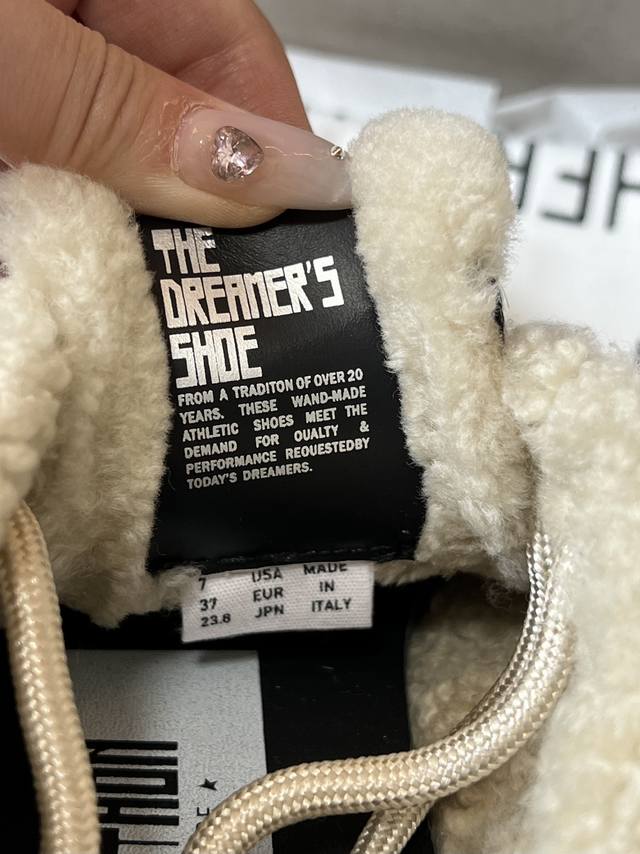 THE
DREAMER'S
SHOE
FROM A TRADITON OF OVER 20
YEARS. THESE WAND-MADE
ATHLETIC SHOES MEET THE
DEMAND FOR OUALTY &
PERFORMANCE REOUESTEDBY
TODAY'S DREAMERS.
7 USA MADE
37 EUR IN
23.8 JPN ITALY